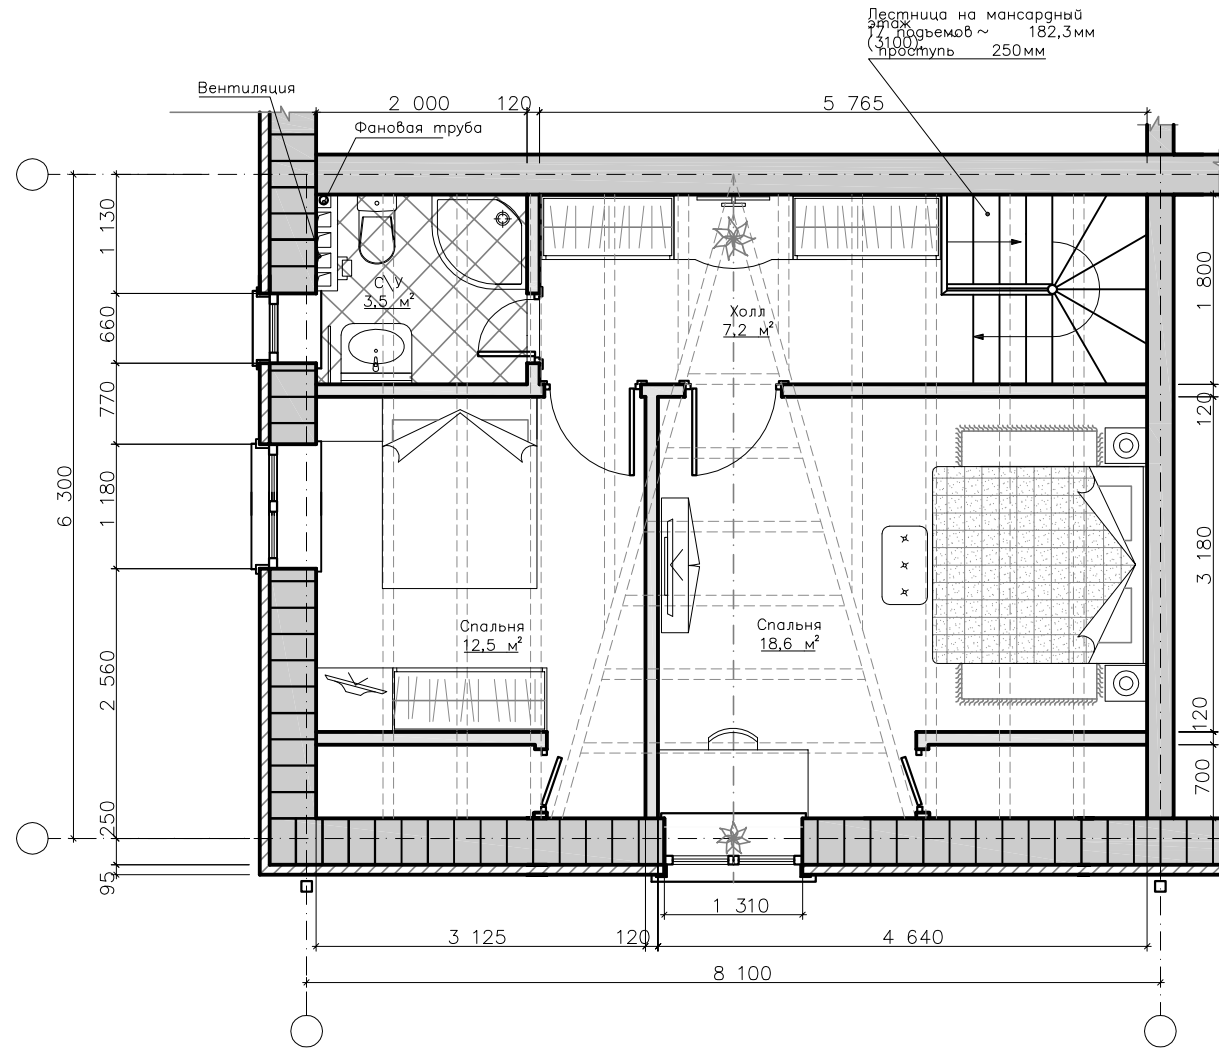 Лестница на мансардный
этаж
17 подъемов ~ 182,3мм
(3100),
проступь 250мм
Вентиляция
2 000
120
5 765
Фановая труба
1 130
С\У
3,5 м²
Холл
7,2 м²
1 800
660
770
120
6 300
1 180
3 180
Спальня
12,5 м²
Спальня
18,6 м²
2 560
120
700
250
95
1 310
3 125
120
4 640
8 100